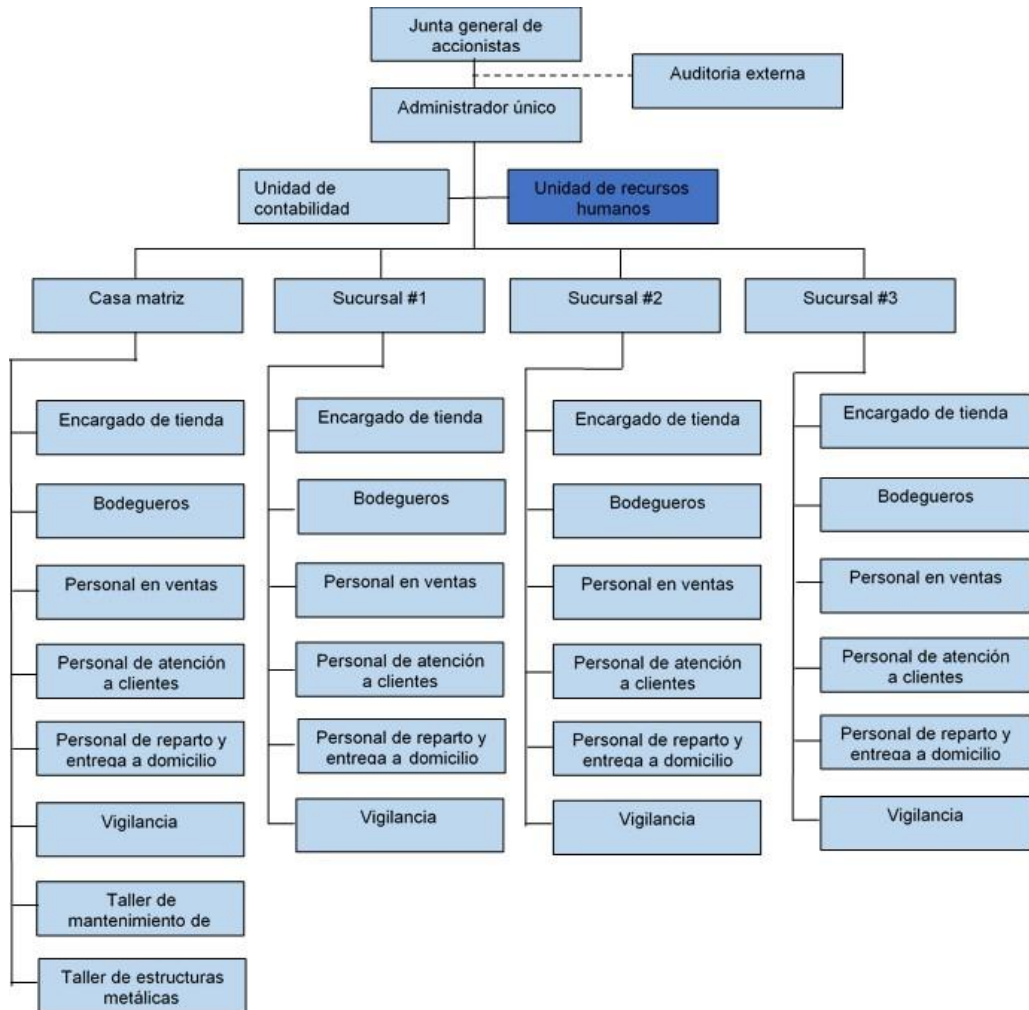 Junta general de
accionistas
Auditoria externa
Administrador único
Unidad de
contabilidad
Unidad de recursos
humanos
Casa matriz
Sucursal #1
Sucursal #2
Sucursal #3
Encargado de tienda
Bodegueros
Personal en ventas
Personal de atención
a clientes
Personal de reparto y
entrega a domicilio
Vigilancia
Taller de
mantenimiento de
Taller de estructuras
metálicas
Encargado de tienda
Bodegueros
Personal en ventas
Personal de atención
a clientes
Personal de reparto y
entrega a domicilio
Vigilancia
Encargado de tienda
Bodegueros
Personal en ventas
Personal de atención
a clientes
Personal de reparto y
entrega a domicilio
Vigilancia
Encargado de tienda
Bodegueros
Personal en ventas
Personal de atención
a clientes
Personal de reparto y
entrega a domicilio
Vigilancia